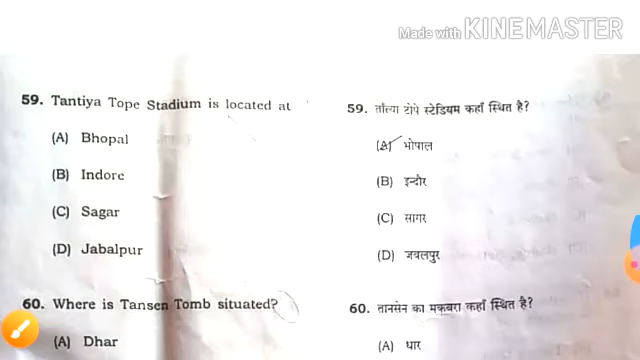 Made with KINEMASTER
59. Tantiya Tope Stadium is located at
(A) Bhopal
(B) Indore
(C) Sagar
(D) Jabalpur
60. Where is Tansen Tomb situated?
(A) Dhar
59. ताँत्या टोपे स्टेडियम कहाँ स्थित है?
(A) भोपाल
(B) इन्दौर
(C) सागर
(D) जबलपुर
60. तानसेन का मकबरा कहाँ स्थित है?
(A) धार